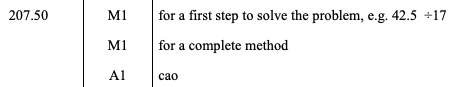 207.50 M1 for a first step to solve the problem, e.g. 42.5 ÷17
M1 for a complete method
A1 cao